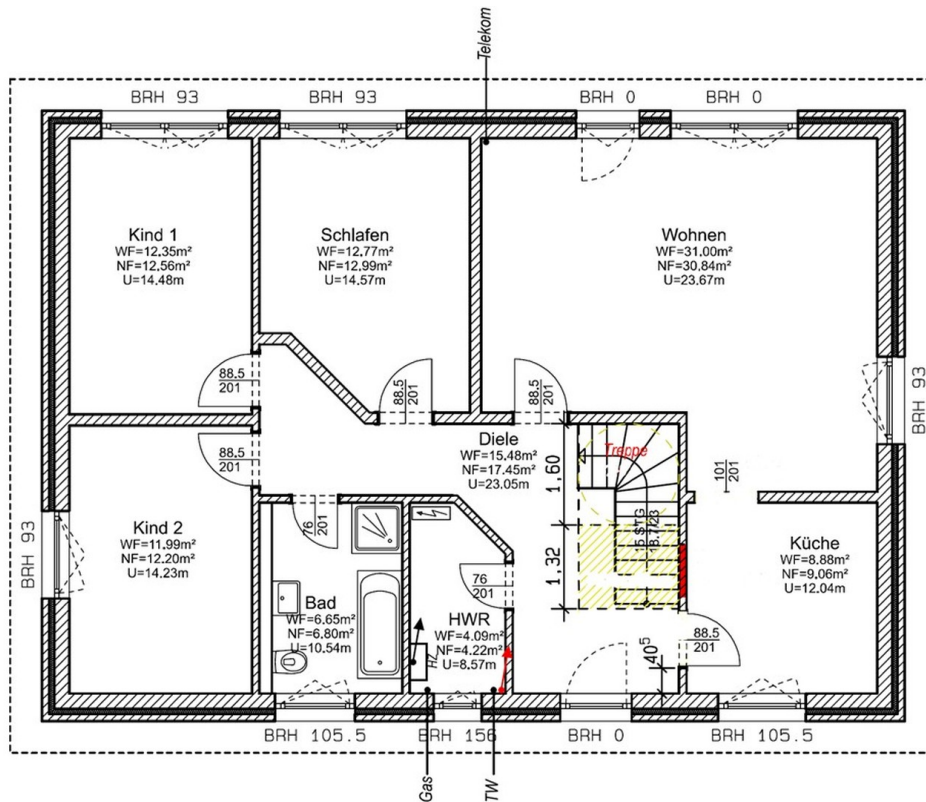 Telekom
BRH 93
BRH 93
BRH 0
BRH 0
Kind 1
WF=12.35m²
NF=12.56m²
U=14.48m
Schlafen
WF=12.77m²
NF=12.99m²
U=14.57m
Wohnen
WF=31.00m²
NF=30.84m²
U=23.67m
88.5
201
88.5
201
88.5
201
BRH 93
88.5
201
Diele
WF=15.48m²
NF=17.45m²
U=23.05m
1,60
Treppe
101
201
15 STG
18.7/23
BRH 93
Kind 2
WF=11.99m²
NF=12.20m²
U=14.23m
76
201
1,32
Küche
WF=8.88m²
NF=9.06m²
U=12.04m
76
201
Bad
WF=6.65m²
NF=6.80m²
U=10.54m
HWR
WF=4.09m²
NF=4.22m²
U=8.57m
HZ
88.5
201
40⁵
BRH 105.5
BRH 156
BRH 0
BRH 105.5
Gas
TW